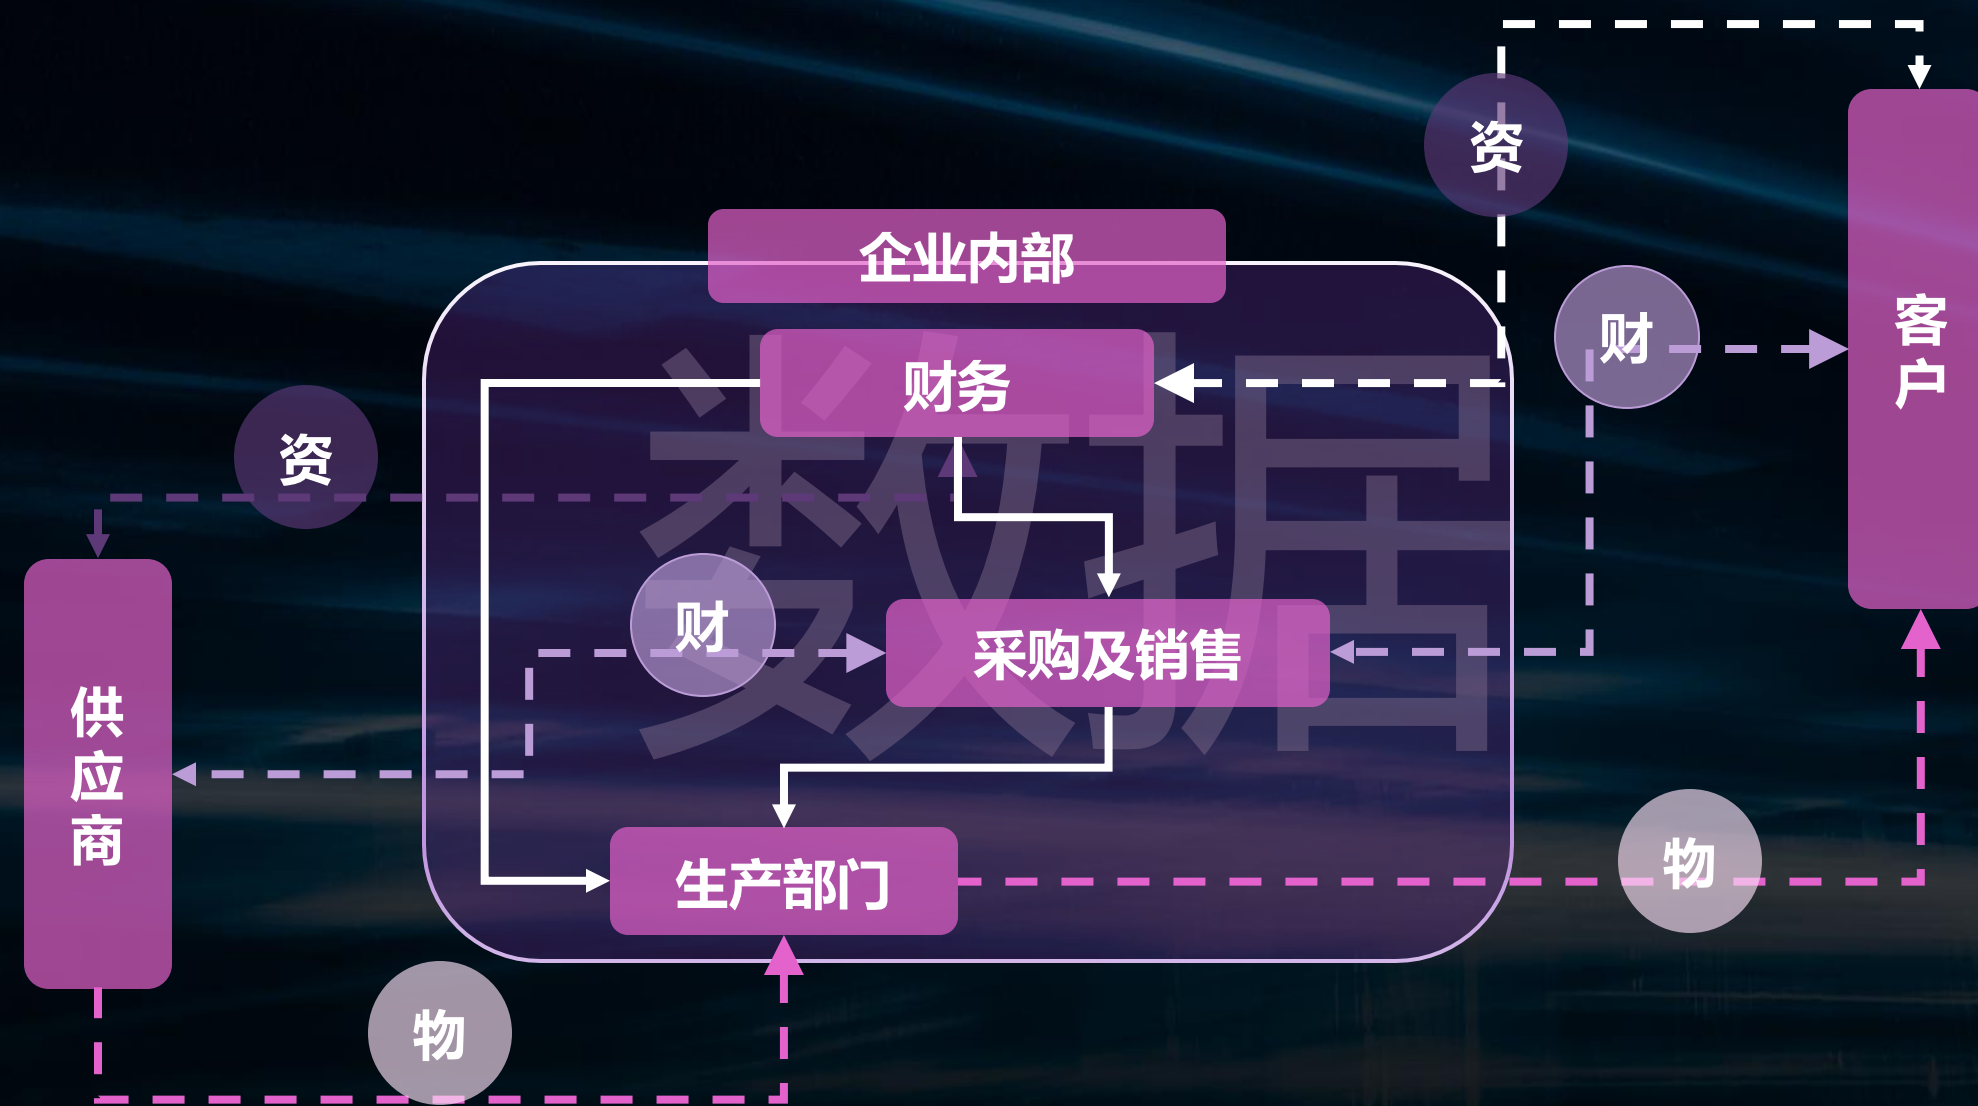 资
企业内部
财
客户
财务
资
数据
财
采购及销售
供应商
生产部门
物
物